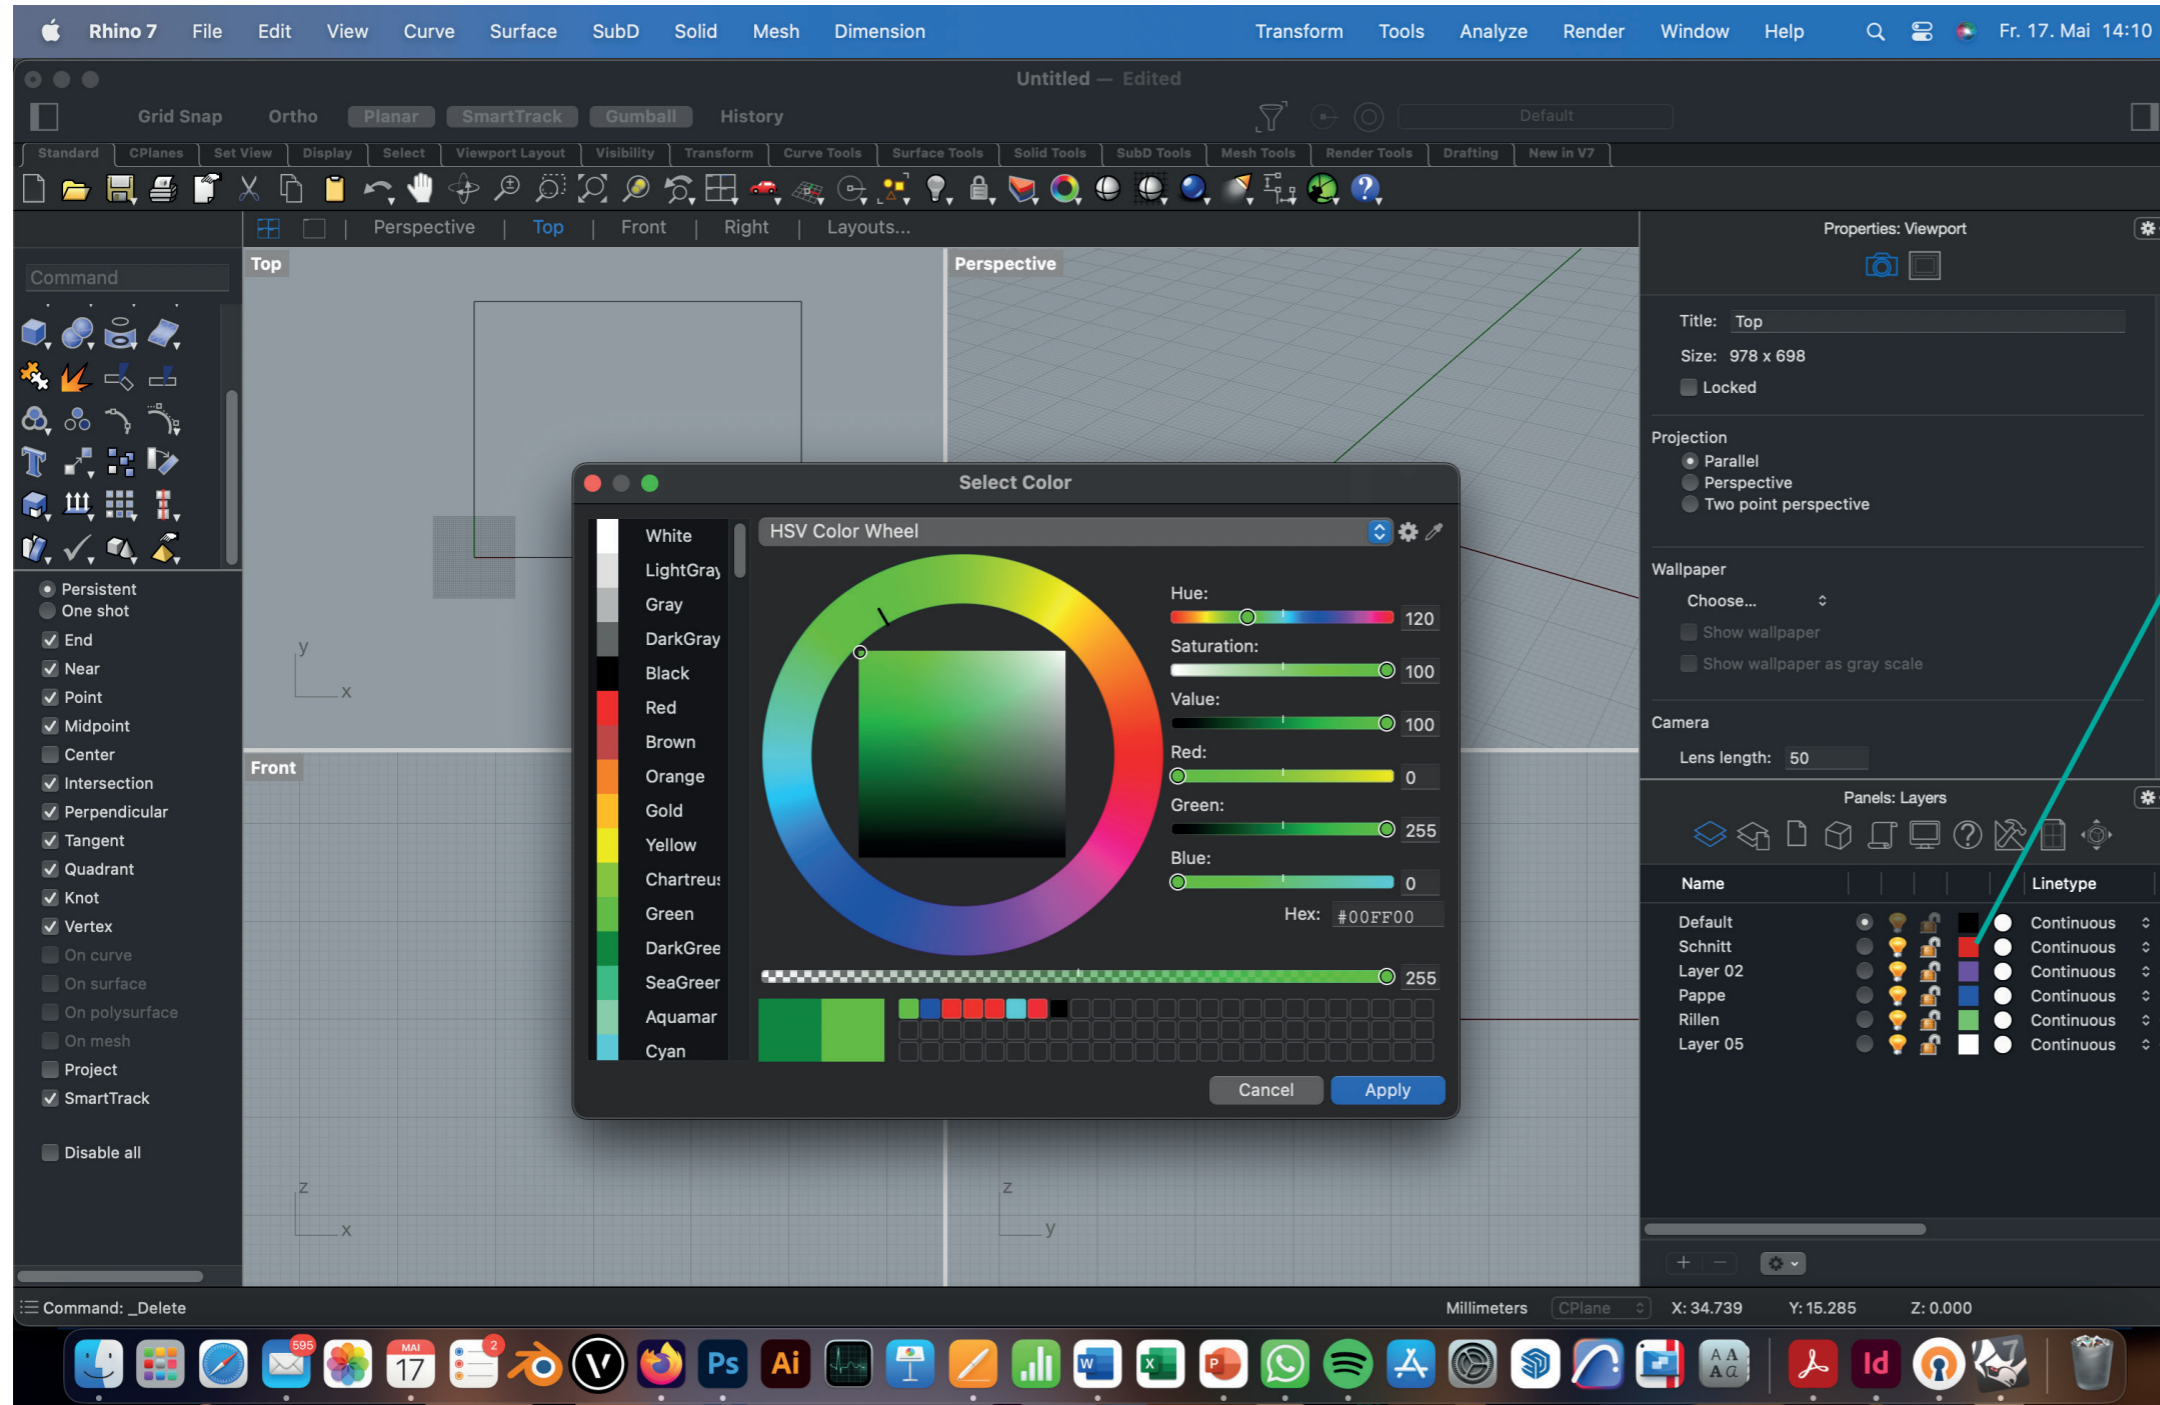 Rhino 7 File Edit View Curve Surface SubD Solid Mesh Dimension Transform Tools Analyze Render Window Help Fr. 17. Mai 14:10
Untitled — Edited
Grid Snap Ortho Planar SmartTrack Gumball History Default
Standard CPlanes Set View Display Select Viewport Layout Visibility Transform Curve Tools Surface Tools Solid Tools SubD Tools Mesh Tools Render Tools Drafting New in V7
Perspective | Top | Front | Right | Layouts...
Command
Persistent
One shot
End
Near
Point
Midpoint
Center
Intersection
Perpendicular
Tangent
Quadrant
Knot
Vertex
On curve
On surface
On polysurface
On mesh
Project
SmartTrack
Disable all
Top
y
x
Perspective
Front
z
x
z
y
Select Color
White
LightGray
Gray
DarkGray
Black
Red
Brown
Orange
Gold
Yellow
Chartreus
Green
DarkGree
SeaGreer
Aquamar
Cyan
HSV Color Wheel
Hue:
120
Saturation:
100
Value:
100
Red:
0
Green:
255
Blue:
0
Hex: #00FF00
255
Cancel Apply
Properties: Viewport
Title: Top
Size: 978 x 698
Locked
Projection
Parallel
Perspective
Two point perspective
Wallpaper
Choose...
Show wallpaper
Show wallpaper as gray scale
Camera
Lens length: 50
Panels: Layers
Name Linetype
Default Continuous
Schnitt Continuous
Layer 02 Continuous
Pappe Continuous
Rillen Continuous
Layer 05 Continuous
Command: _Delete
Millimeters CPlane X: 34.739 Y: 15.285 Z: 0.000
595
MAI
17
2
Ps
Ai
W
X
P
A A
A a
Id
7